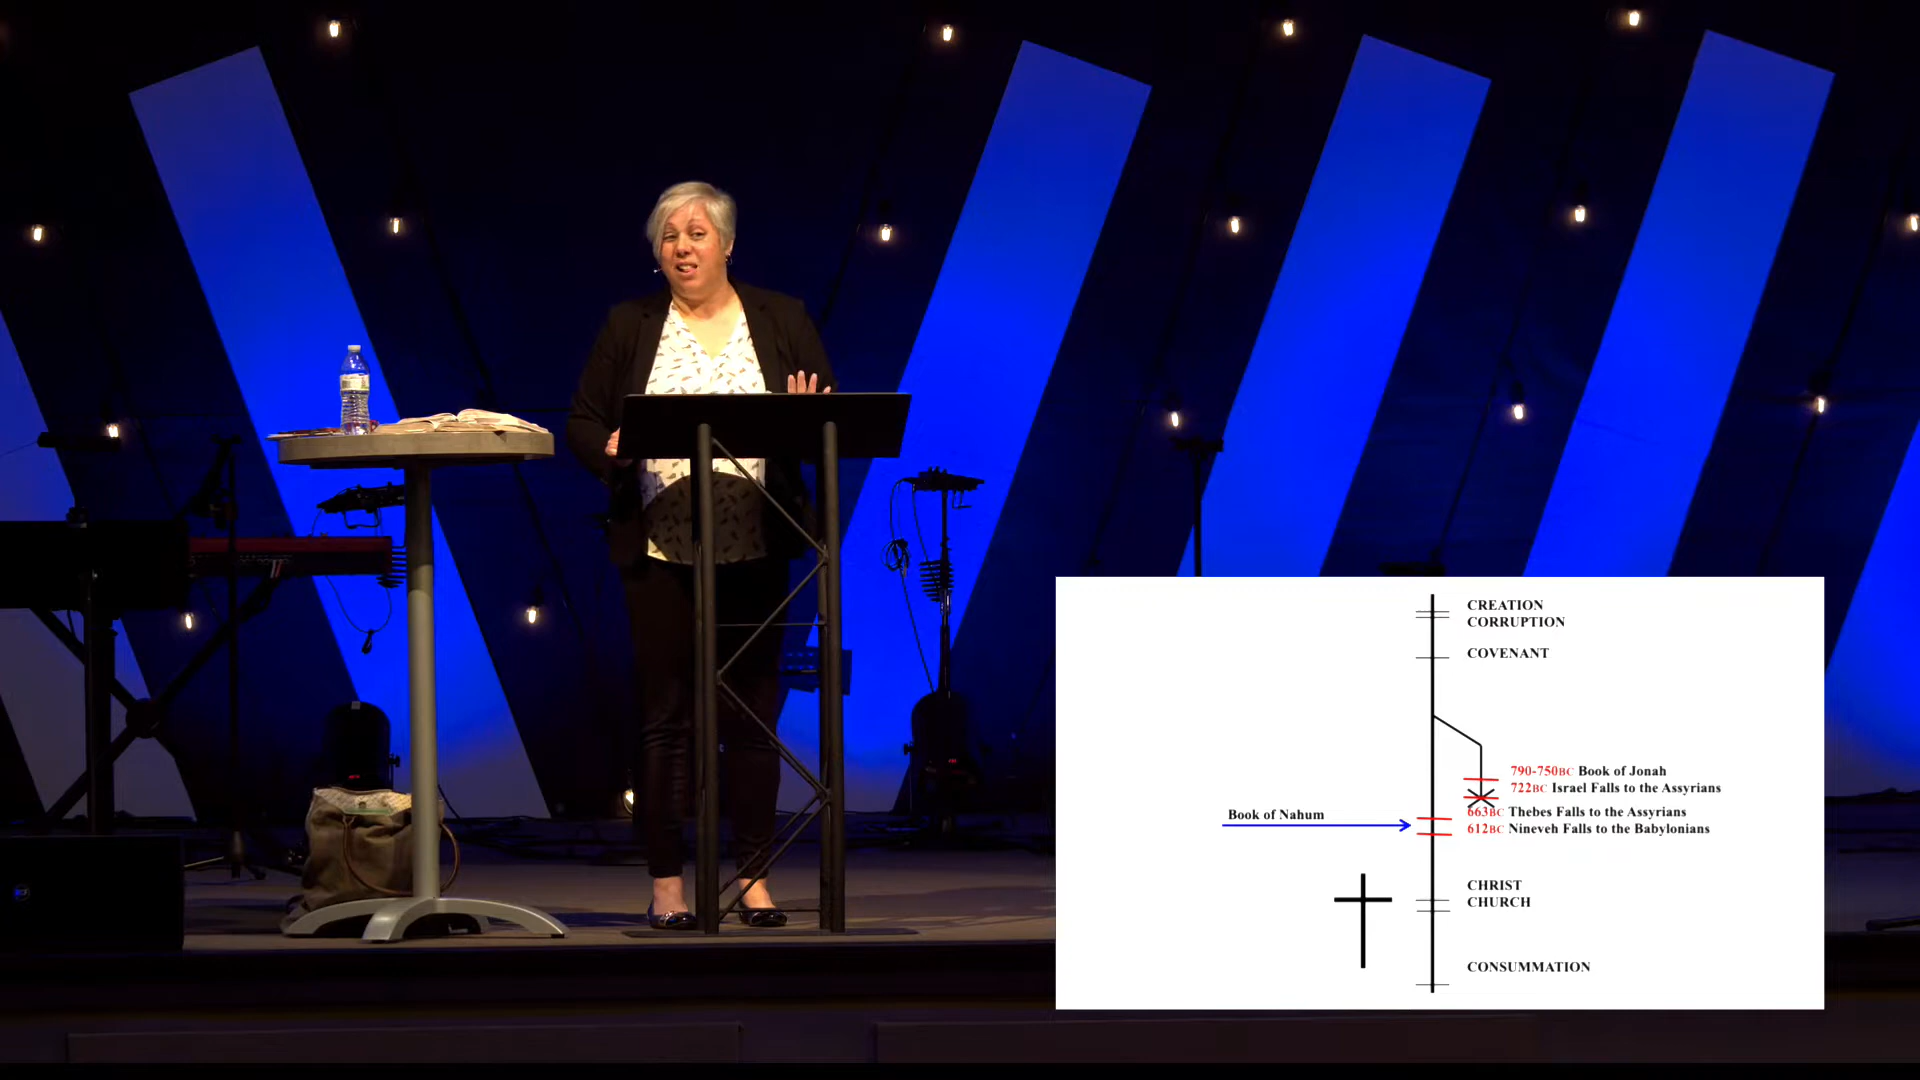 CREATION
CORRUPTION
COVENANT
790-750BC Book of Jonah
722BC Israel Falls to the Assyrians
663BC Thebes Falls to the Assyrians
Book of Nahum
612BC Nineveh Falls to the Babylonians
CHRIST
CHURCH
CONSUMMATION